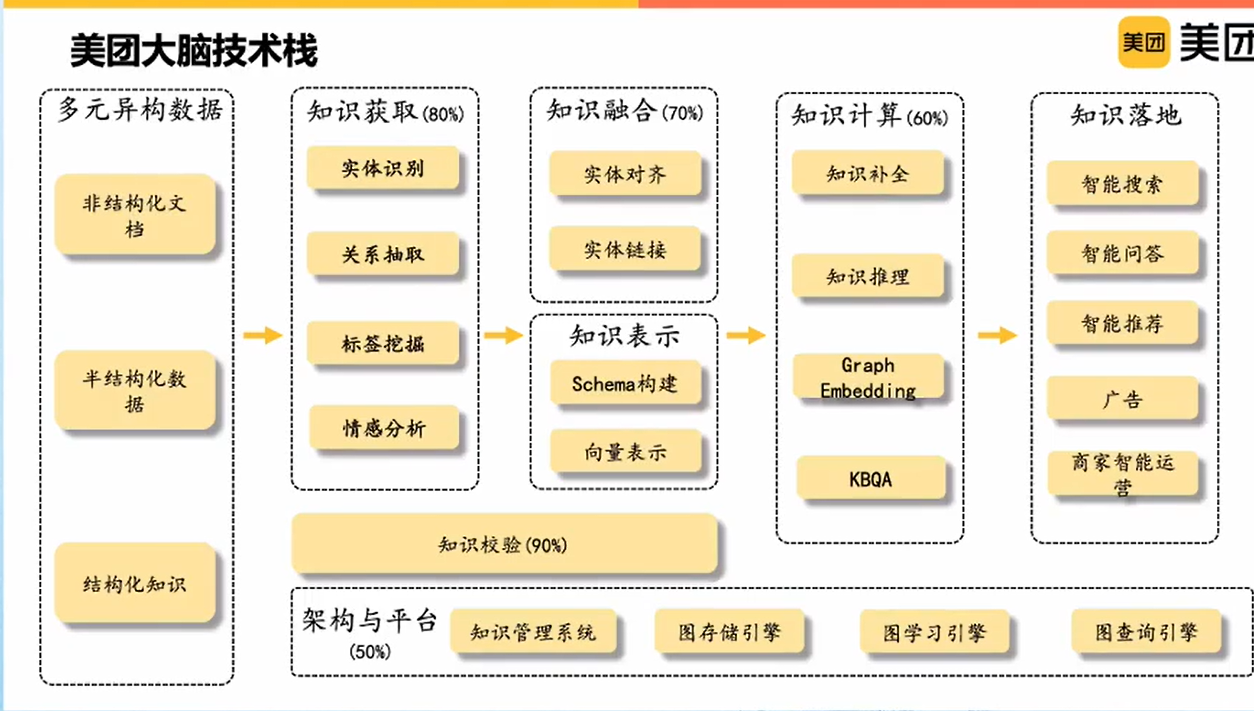 美团大脑技术栈
美团
美团
多元异构数据
非结构化文
档
半结构化数
据
结构化知识
知识获取(80%)
实体识别
关系抽取
标签挖掘
情感分析
知识融合(70%)
实体对齐
实体链接
知识表示
Schema构建
向量表示
知识校验(90%)
知识计算(60%)
知识补全
知识推理
Graph
Embedding
KBQA
知识落地
智能搜索
智能问答
智能推荐
广告
商家智能运
营
架构与平台
(50%)
知识管理系统
图存储引擎
图学习引擎
图查询引擎